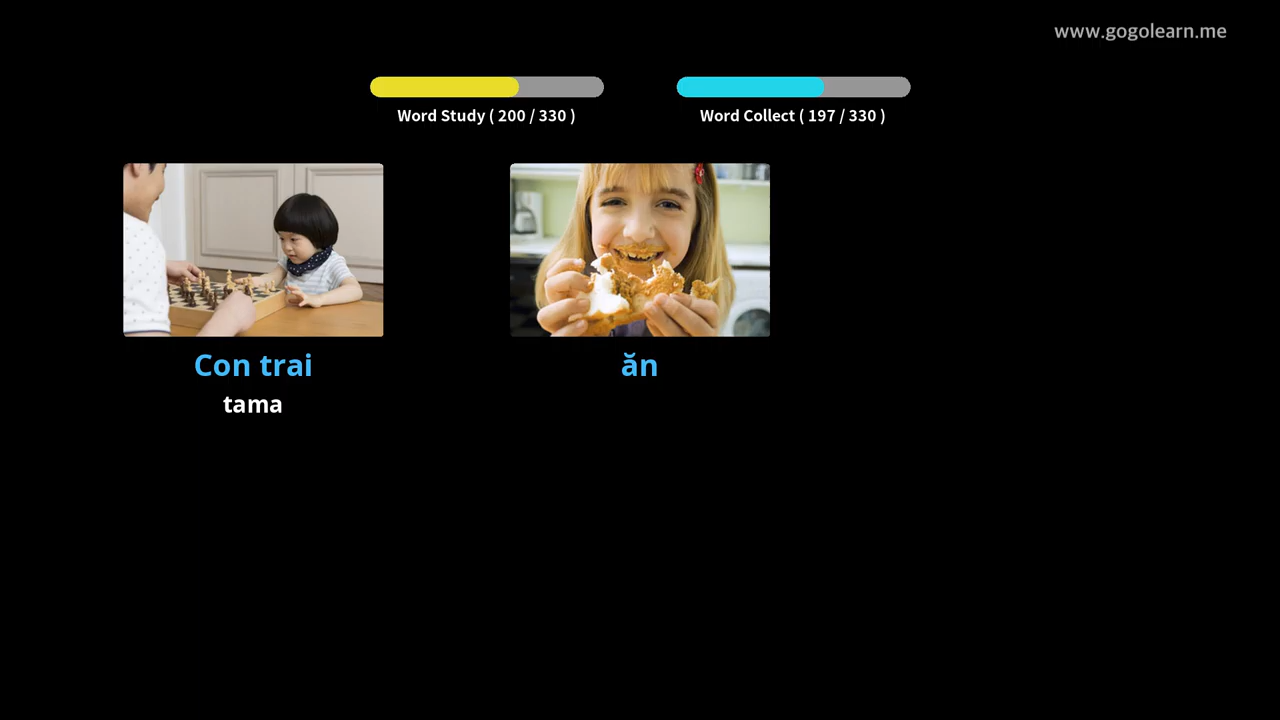 www.gogolearn.me
Word Study ( 200 / 330 )
Word Collect ( 197 / 330 )
Con trai
ăn
tama